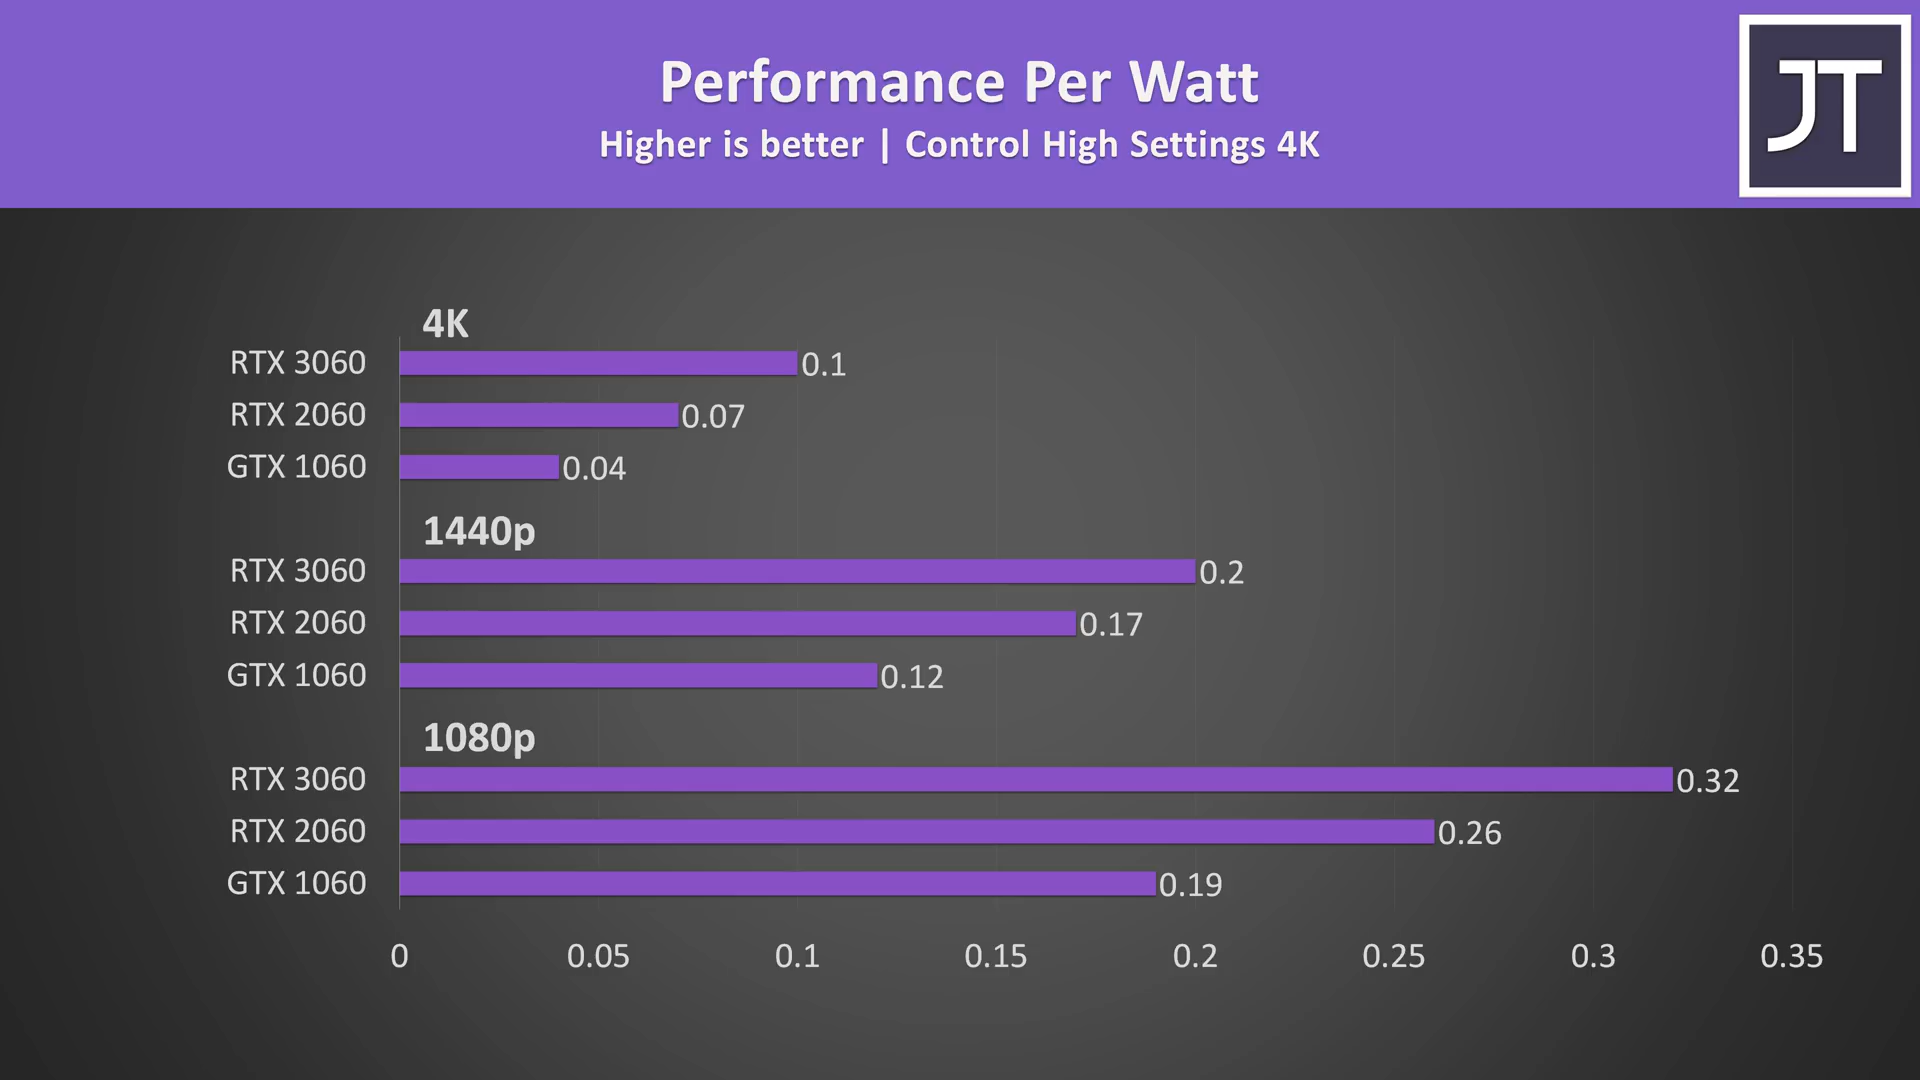 Performance Per Watt
Higher is better | Control High Settings 4K
JT
4K
RTX 3060 0.1
RTX 2060 0.07
GTX 1060 0.04
1440p
RTX 3060 0.2
RTX 2060 0.17
GTX 1060 0.12
1080p
RTX 3060 0.32
RTX 2060 0.26
GTX 1060 0.19
0 0.05 0.1 0.15 0.2 0.25 0.3 0.35